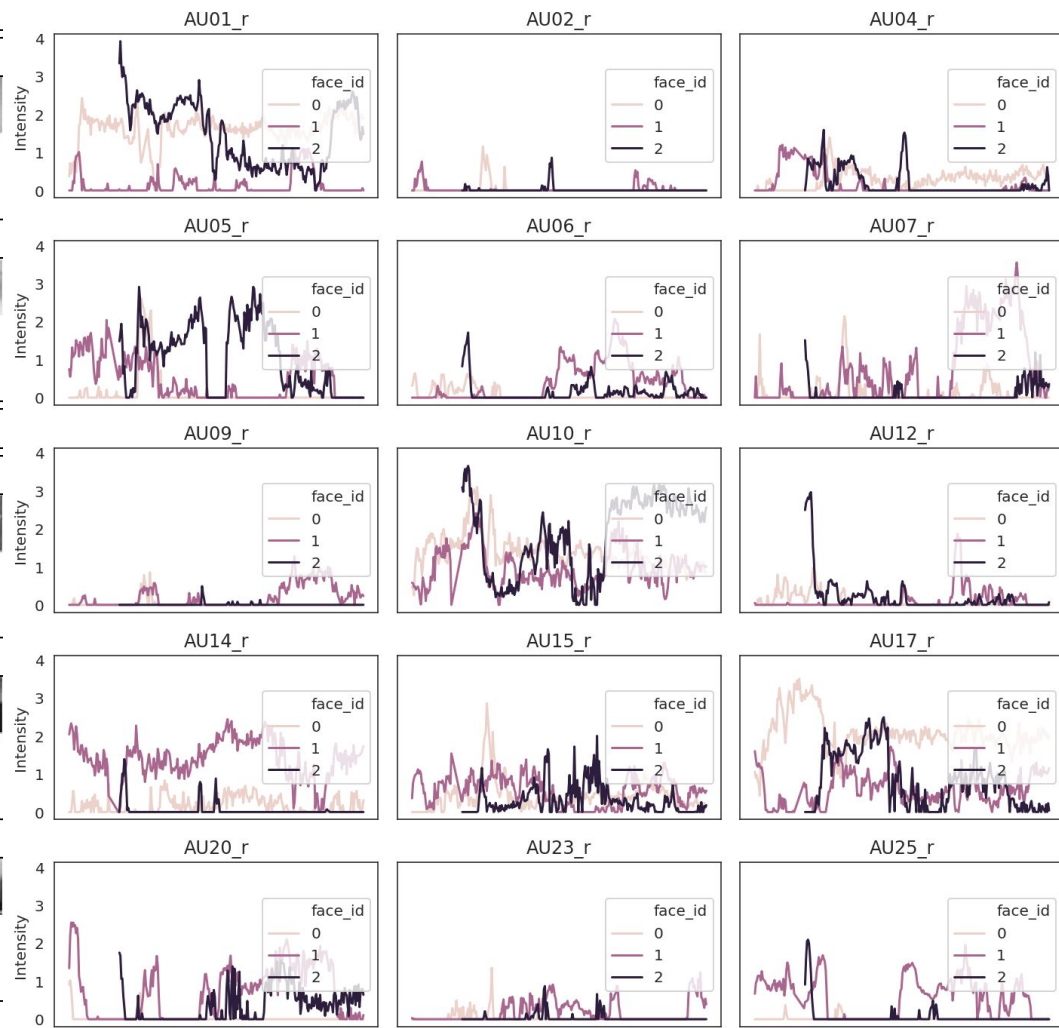 AU01_r AU02_r AU04_r
4
3
2
1
0
Intensity
face_id
0
1
2
face_id
0
1
2
face_id
0
1
2
AU05_r AU06_r AU07_r
4
3
2
1
0
Intensity
face_id
0
1
2
face_id
0
1
2
face_id
0
1
2
AU09_r AU10_r AU12_r
4
3
2
1
0
Intensity
face_id
0
1
2
face_id
0
1
2
face_id
0
1
2
AU14_r AU15_r AU17_r
4
3
2
1
0
Intensity
face_id
0
1
2
face_id
0
1
2
face_id
0
1
2
AU20_r AU23_r AU25_r
4
3
2
1
0
Intensity
face_id
0
1
2
face_id
0
1
2
face_id
0
1
2